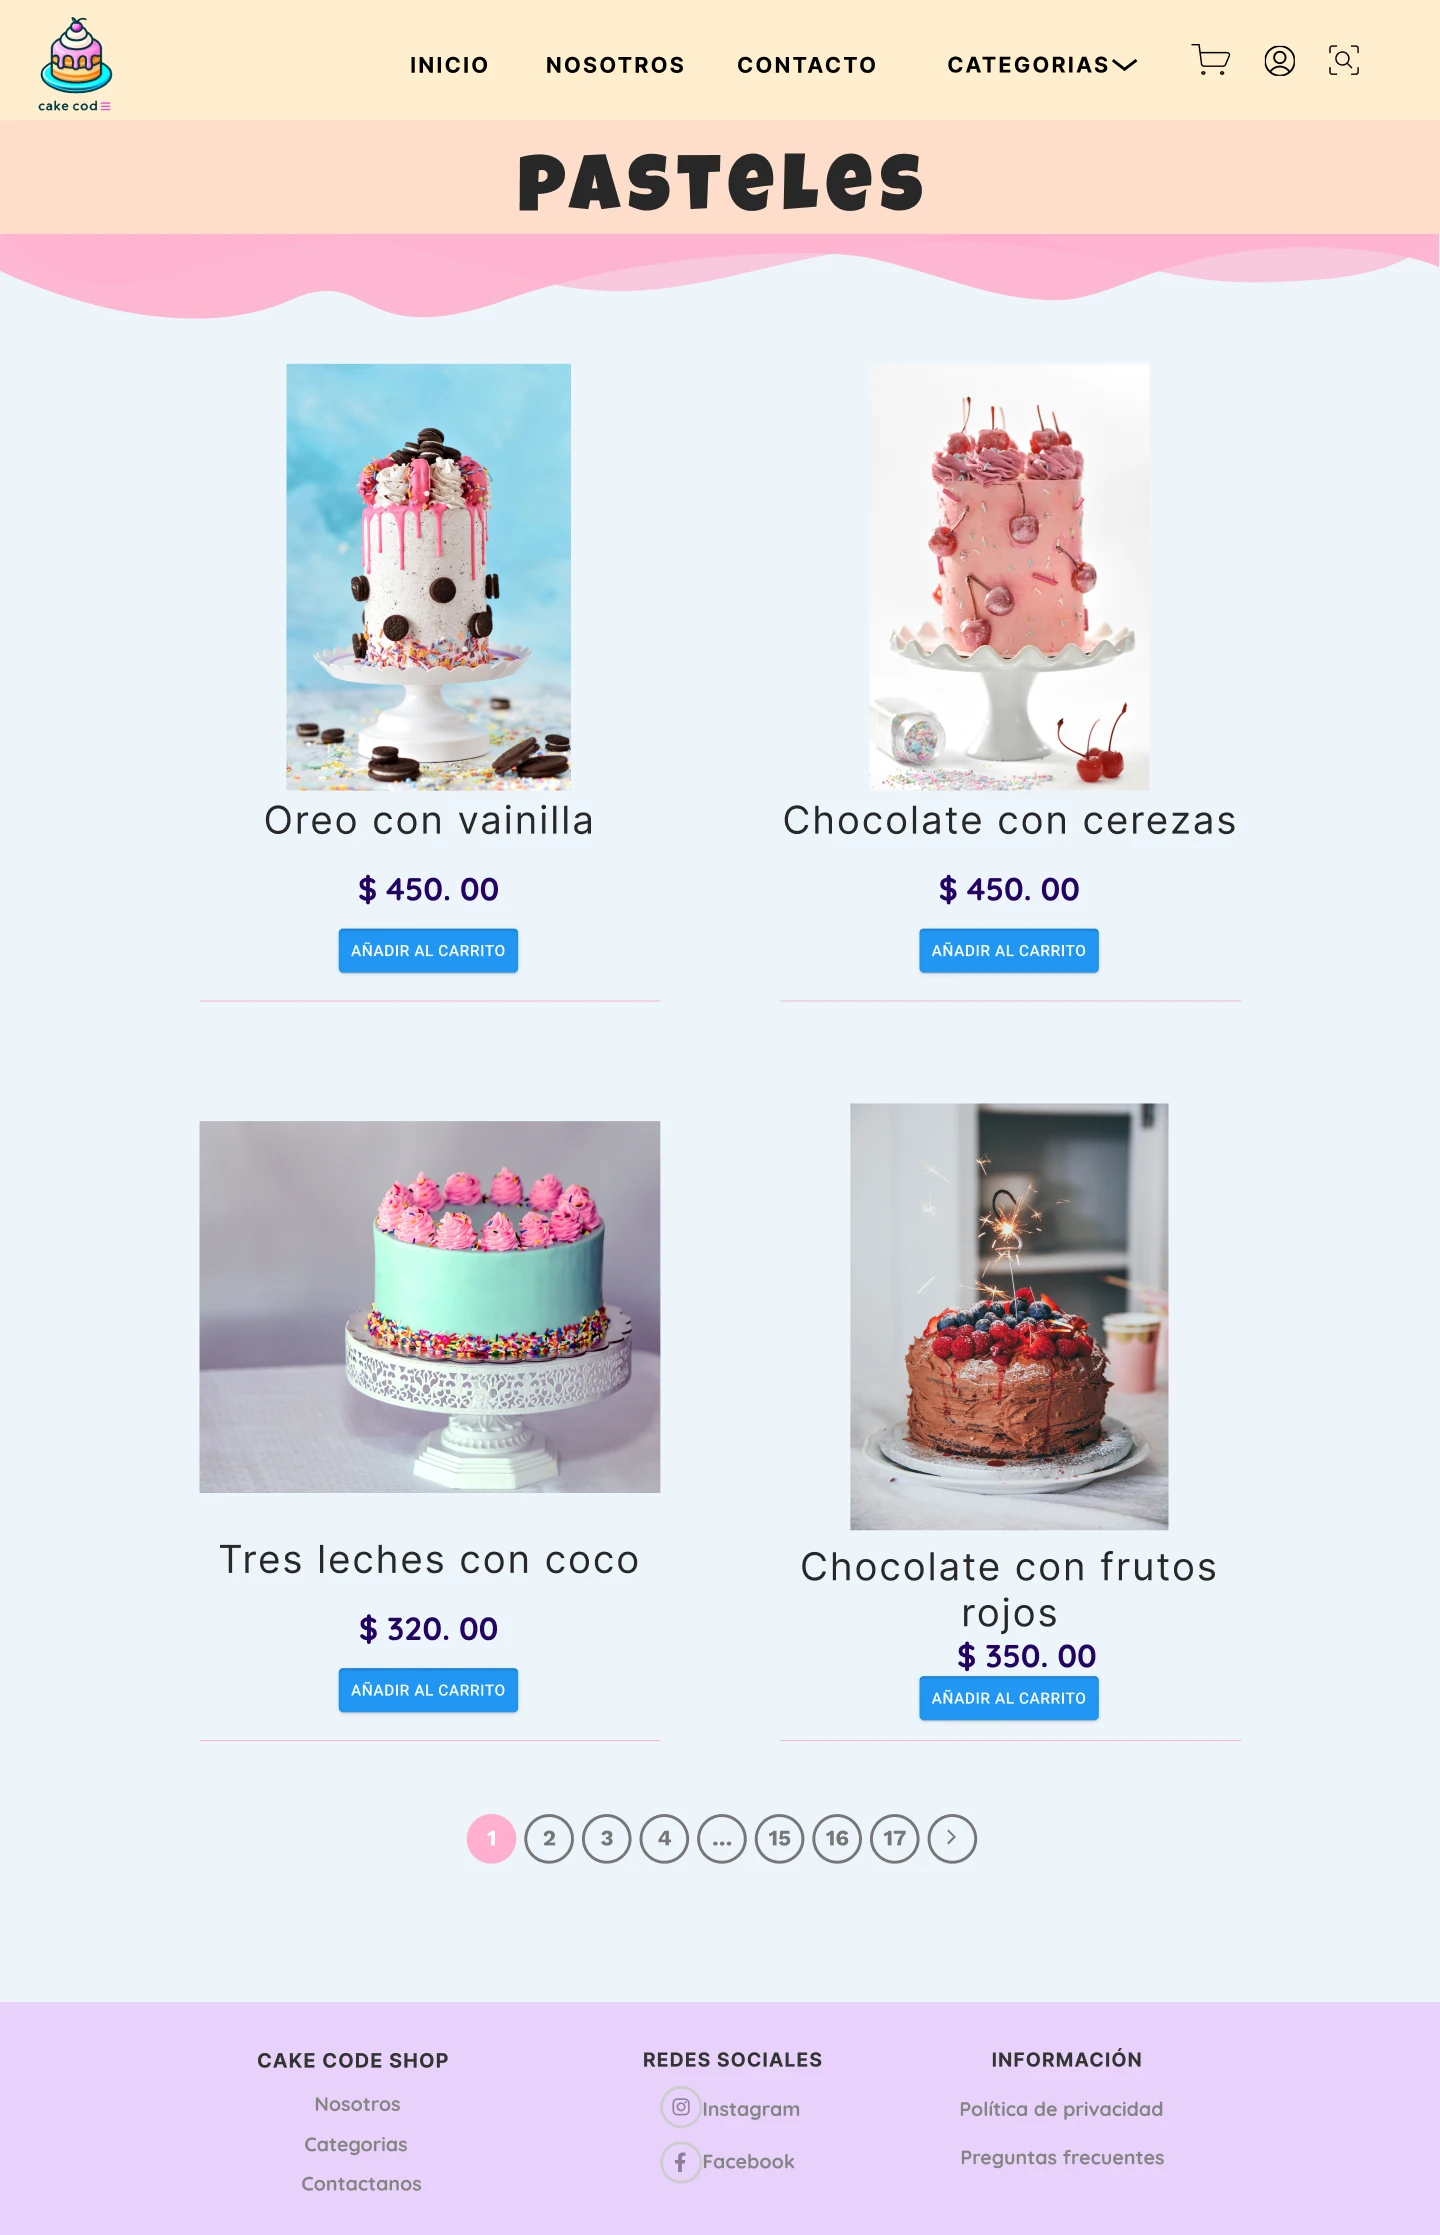 cake cod
INICIO
NOSOTROS
CONTACTO
CATEGORIAS
PASTELES
Oreo con vainilla
$ 450. 00
AÑADIR AL CARRITO
Chocolate con cerezas
$ 450. 00
AÑADIR AL CARRITO
Tres leches con coco
$ 320. 00
AÑADIR AL CARRITO
Chocolate con frutos
rojos
$ 350. 00
AÑADIR AL CARRITO
1 2 3 4 ... 15 16 17
CAKE CODE SHOP
Nosotros
Categorias
Contactanos
REDES SOCIALES
Instagram
Facebook
INFORMACIÓN
Política de privacidad
Preguntas frecuentes